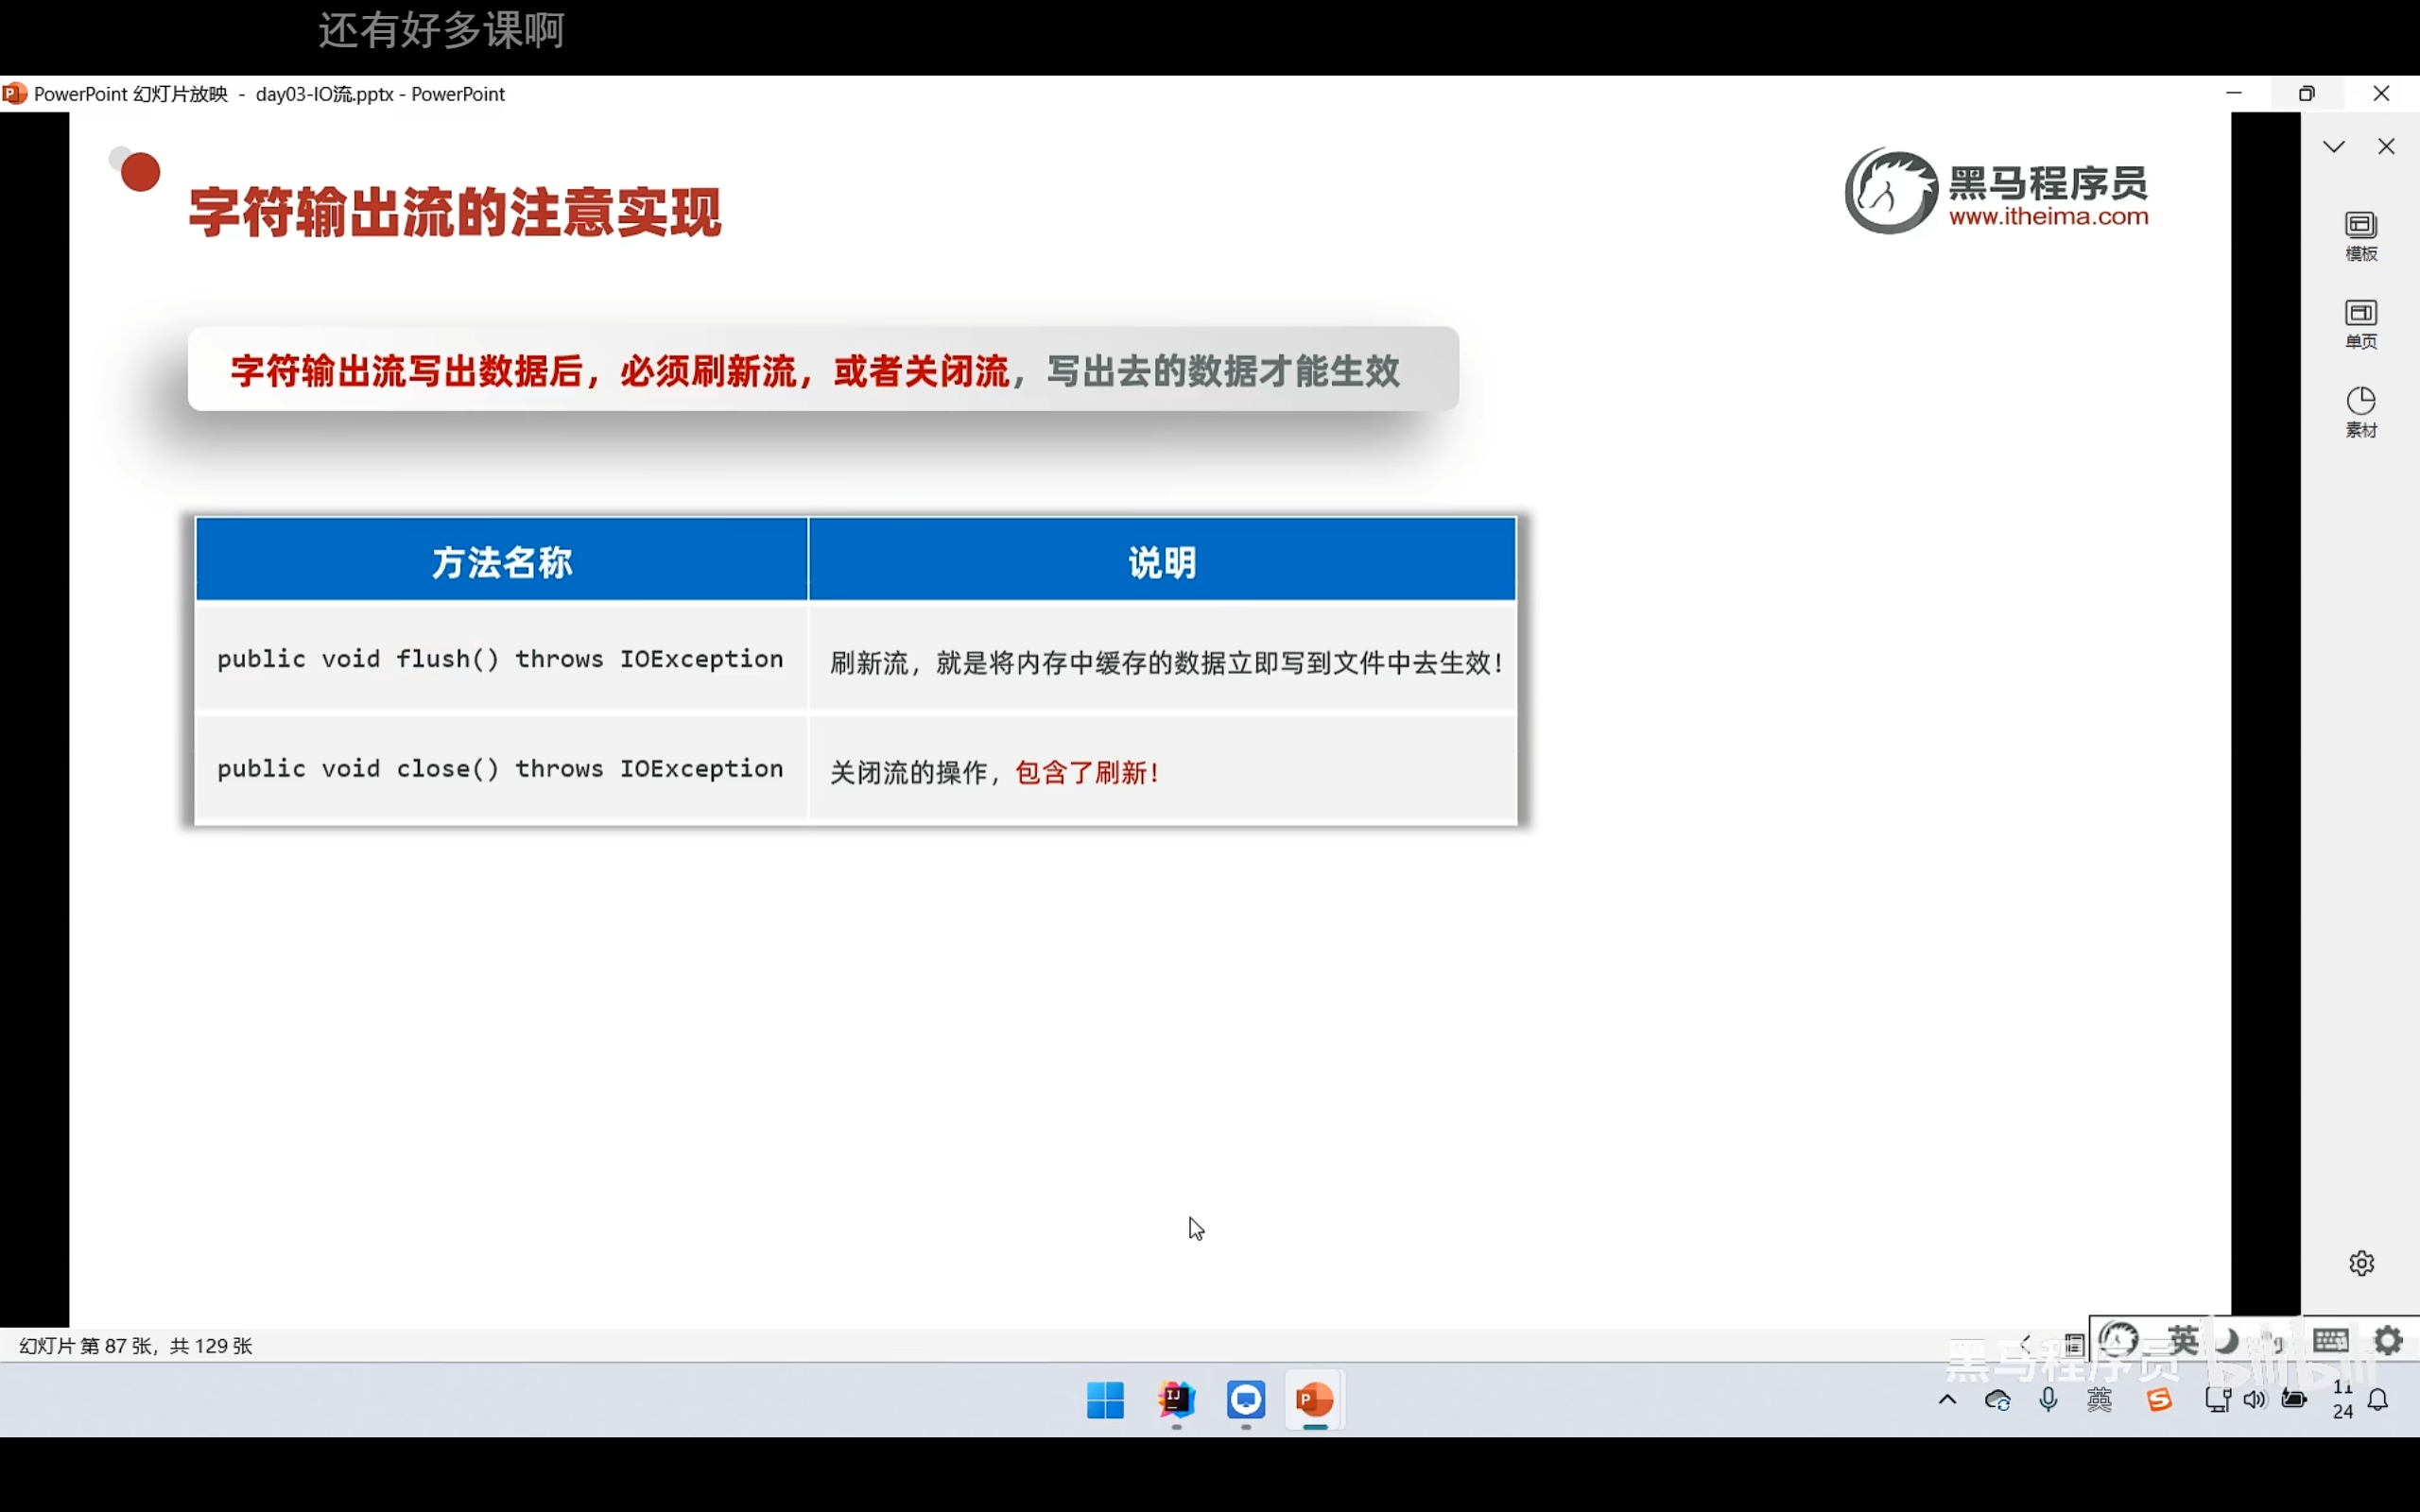 还有好多课啊
PowerPoint 幻灯片放映 - day03-IO流.pptx - PowerPoint
字符输出流的注意实现
黑马程序员
www.itheima.com
模板
单页
素材
字符输出流写出数据后，必须刷新流，或者关闭流，写出去的数据才能生效
方法名称 说明
public void flush() throws IOException 刷新流，就是将内存中缓存的数据立即写到文件中去生效！
public void close() throws IOException 关闭流的操作，包含了刷新！
幻灯片 第 87 张，共 129 张
英
黑马程序员 bilibili
英
11
24